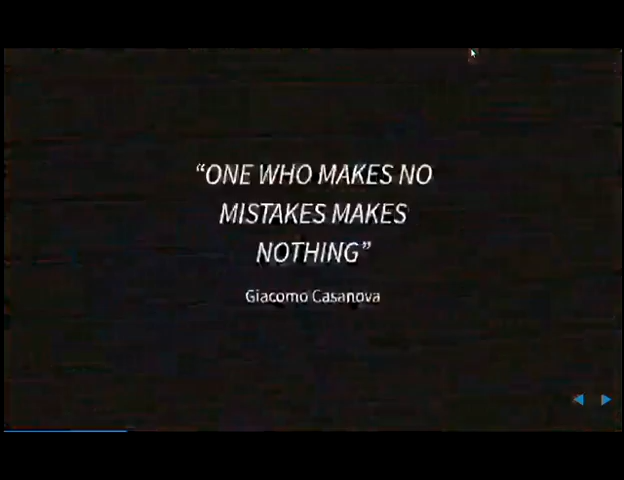 “ONE WHO MAKES NO
MISTAKES MAKES
NOTHING”
Giacomo Casanova